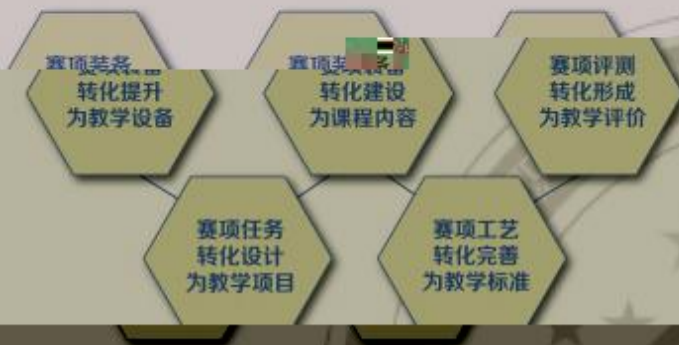 赛项装备
转化提升
为教学设备
赛项装
转化建设
为课程内容
赛项评测
转化形成
为教学评价
赛项任务
转化设计
为教学项目
赛项工艺
转化完善
为教学标准